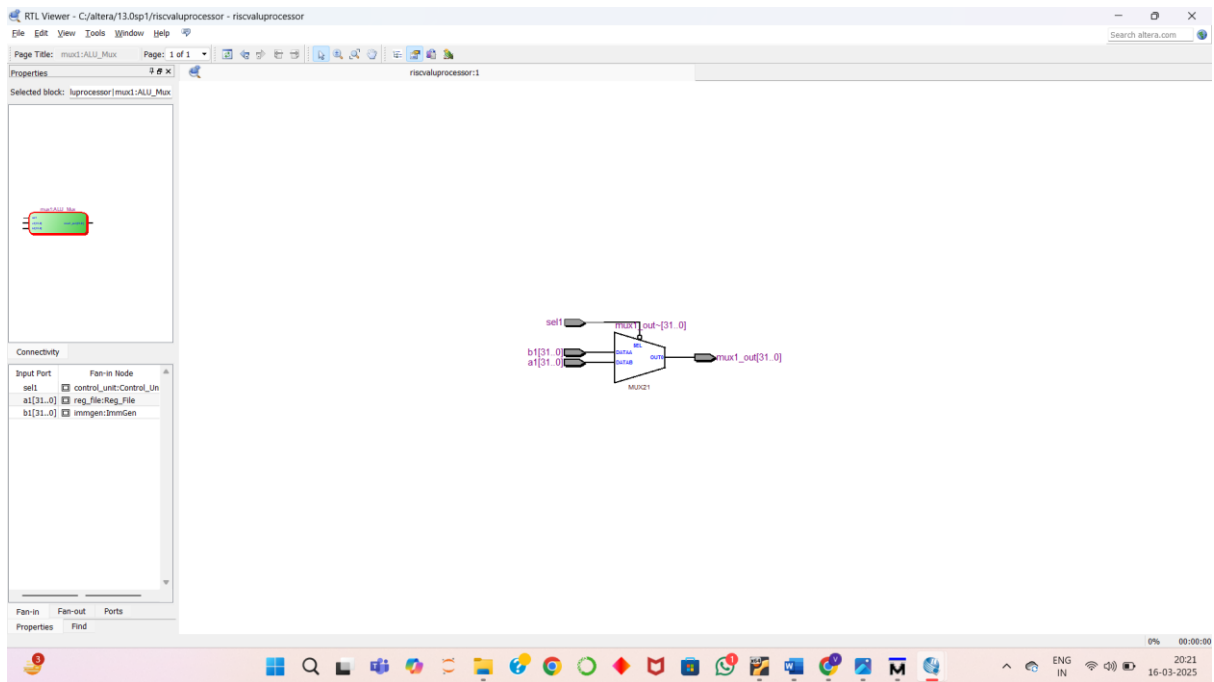 RTL Viewer - C:/altera/13.0sp1/riscvaluprocessor - riscvaluprocessor
File Edit View Tools Window Help
Search altera.com
Page Title: mux1:ALU_Mux Page: 1 of 1
Properties
riscvaluprocessor:1
Selected block: luprocessor|mux1:ALU_Mux
mux1:ALU_Mux
sel1
mux1_out~[31..0]
SEL
b1[31..0]
DATAA
OUT0
mux1_out[31..0]
a1[31..0]
DATAB
MUX21
Connectivity
Input Port Fan-in Node
sel1 control_unit:Control_Un
a1[31..0] reg_file:Reg_File
b1[31..0] immgen:ImmGen
Fan-in Fan-out Ports
Properties Find
0% 00:00:00
3
ENG
IN
20:21
16-03-2025